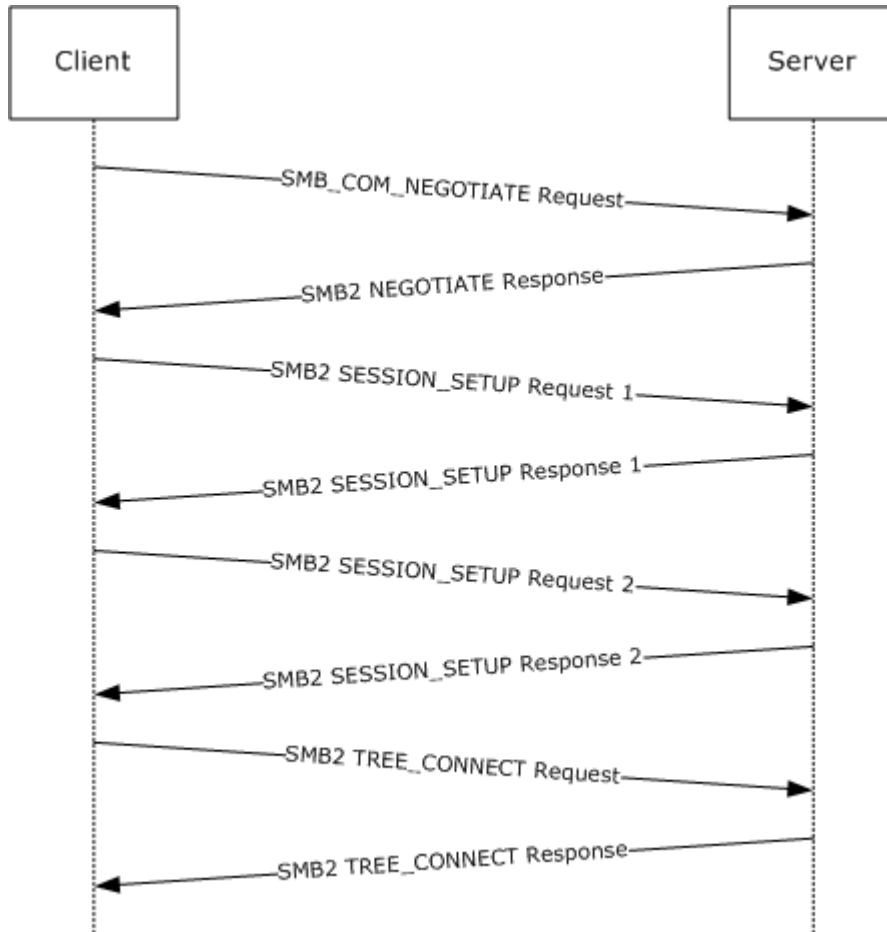 Client
Server
SMB_COM_NEGOTIATE Request
SMB2 NEGOTIATE Response
SMB2 SESSION_SETUP Request 1
SMB2 SESSION_SETUP Response 1
SMB2 SESSION_SETUP Request 2
SMB2 SESSION_SETUP Response 2
SMB2 TREE_CONNECT Request
SMB2 TREE_CONNECT Response